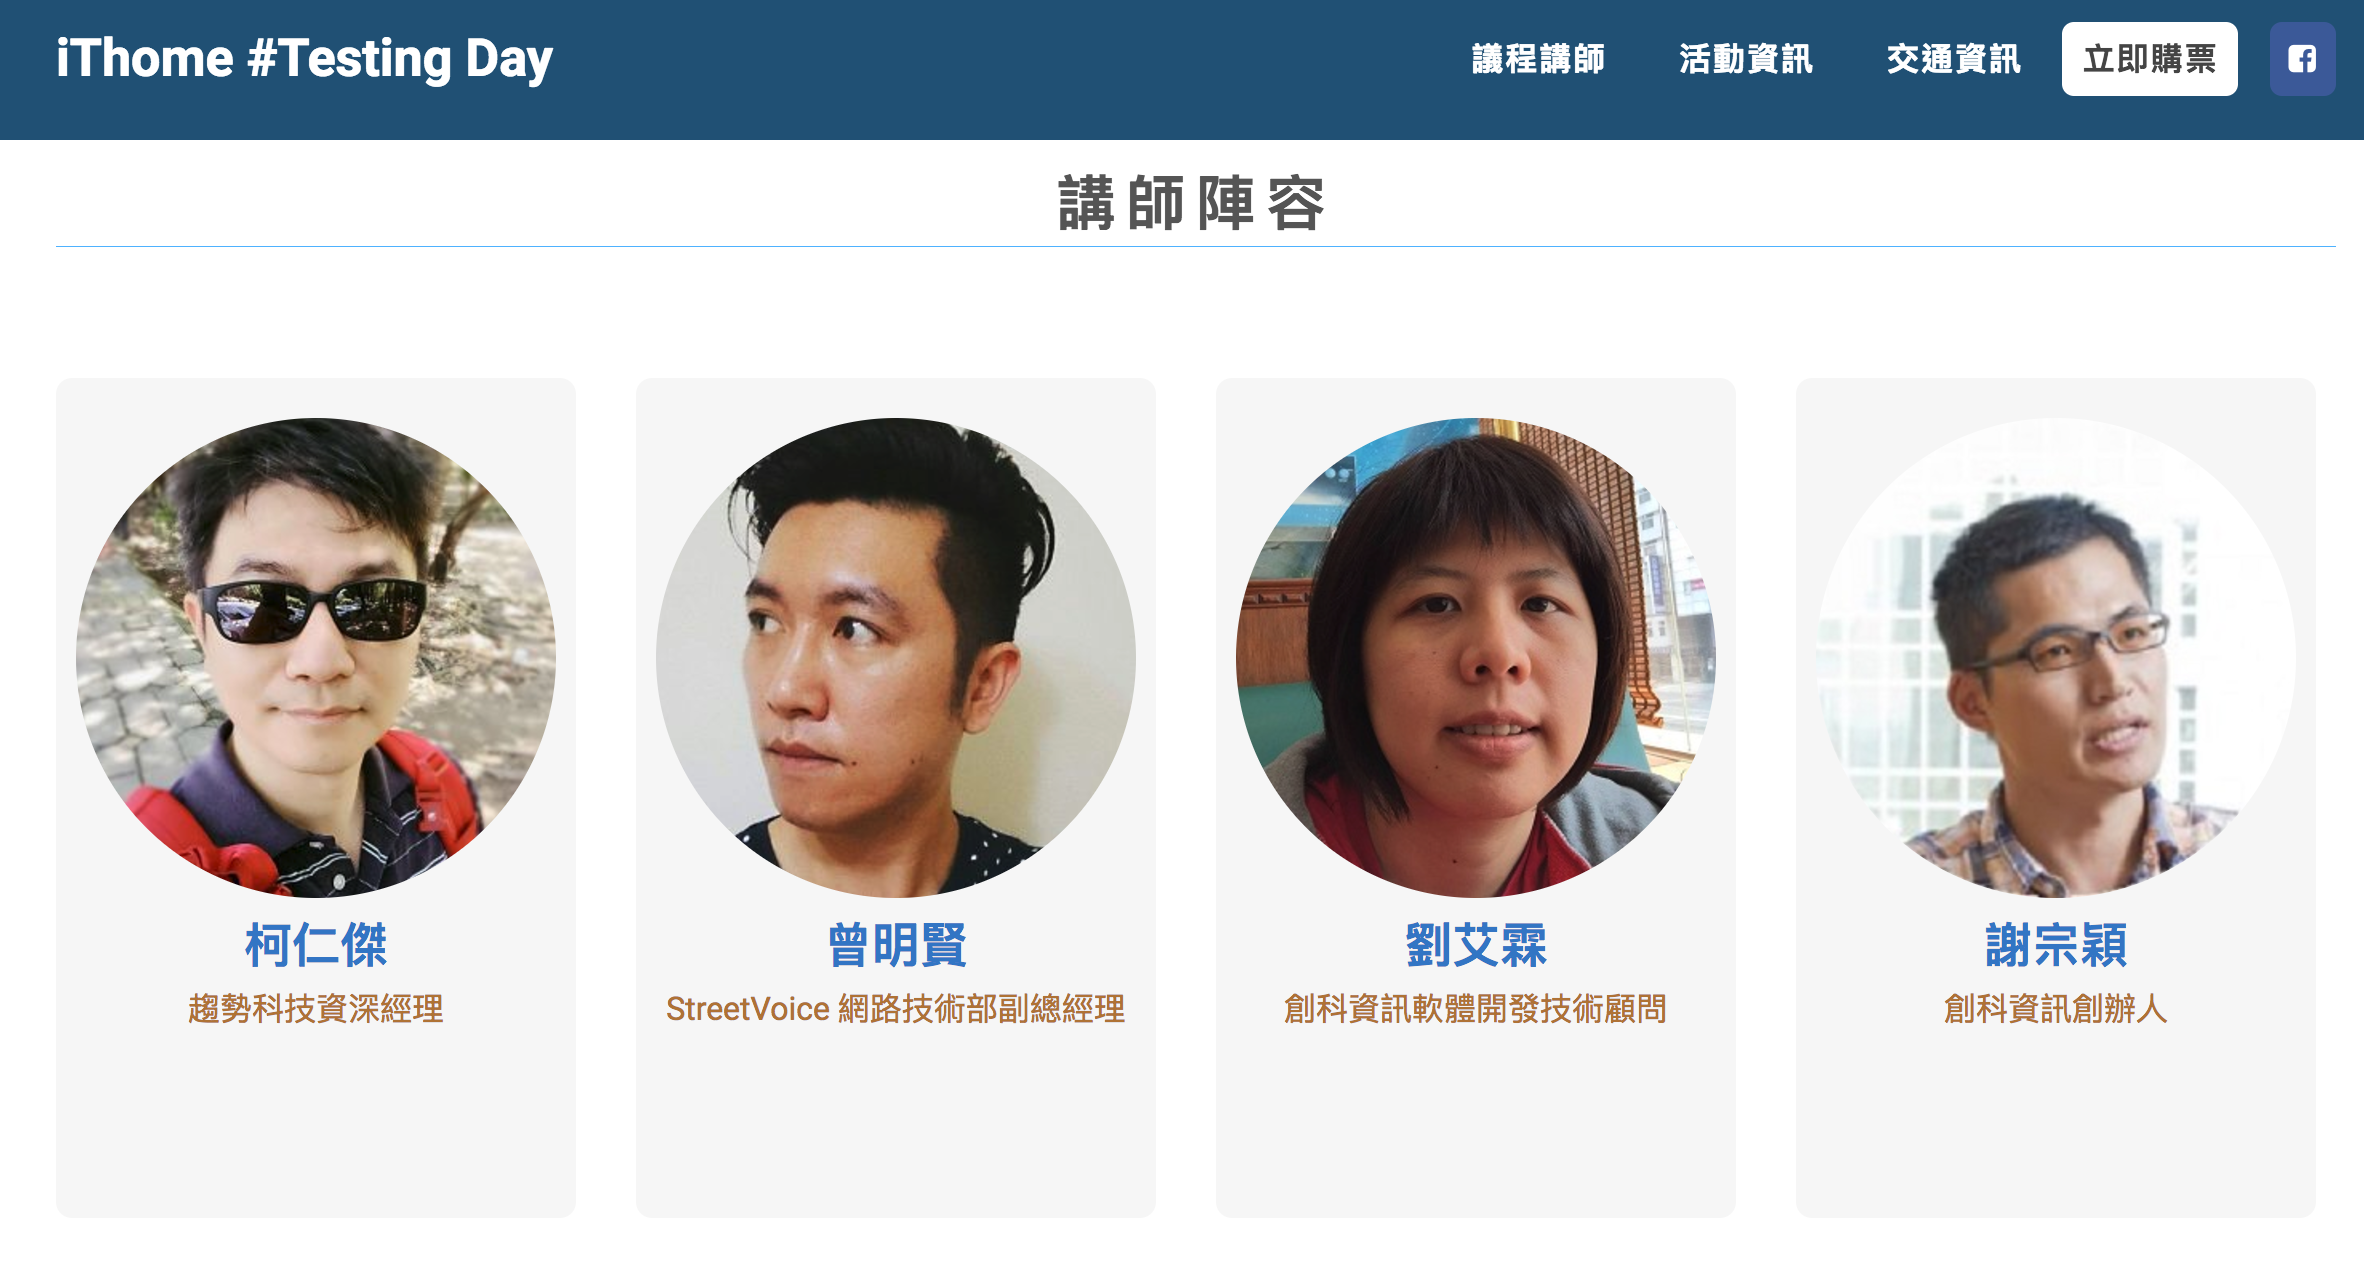 iThome #Testing Day
議程講師
活動資訊
交通資訊
立即購票
講師陣容
柯仁傑
趨勢科技資深經理
曾明賢
StreetVoice 網路技術部副總經理
劉艾霖
創科資訊軟體開發技術顧問
謝宗穎
創科資訊創辦人